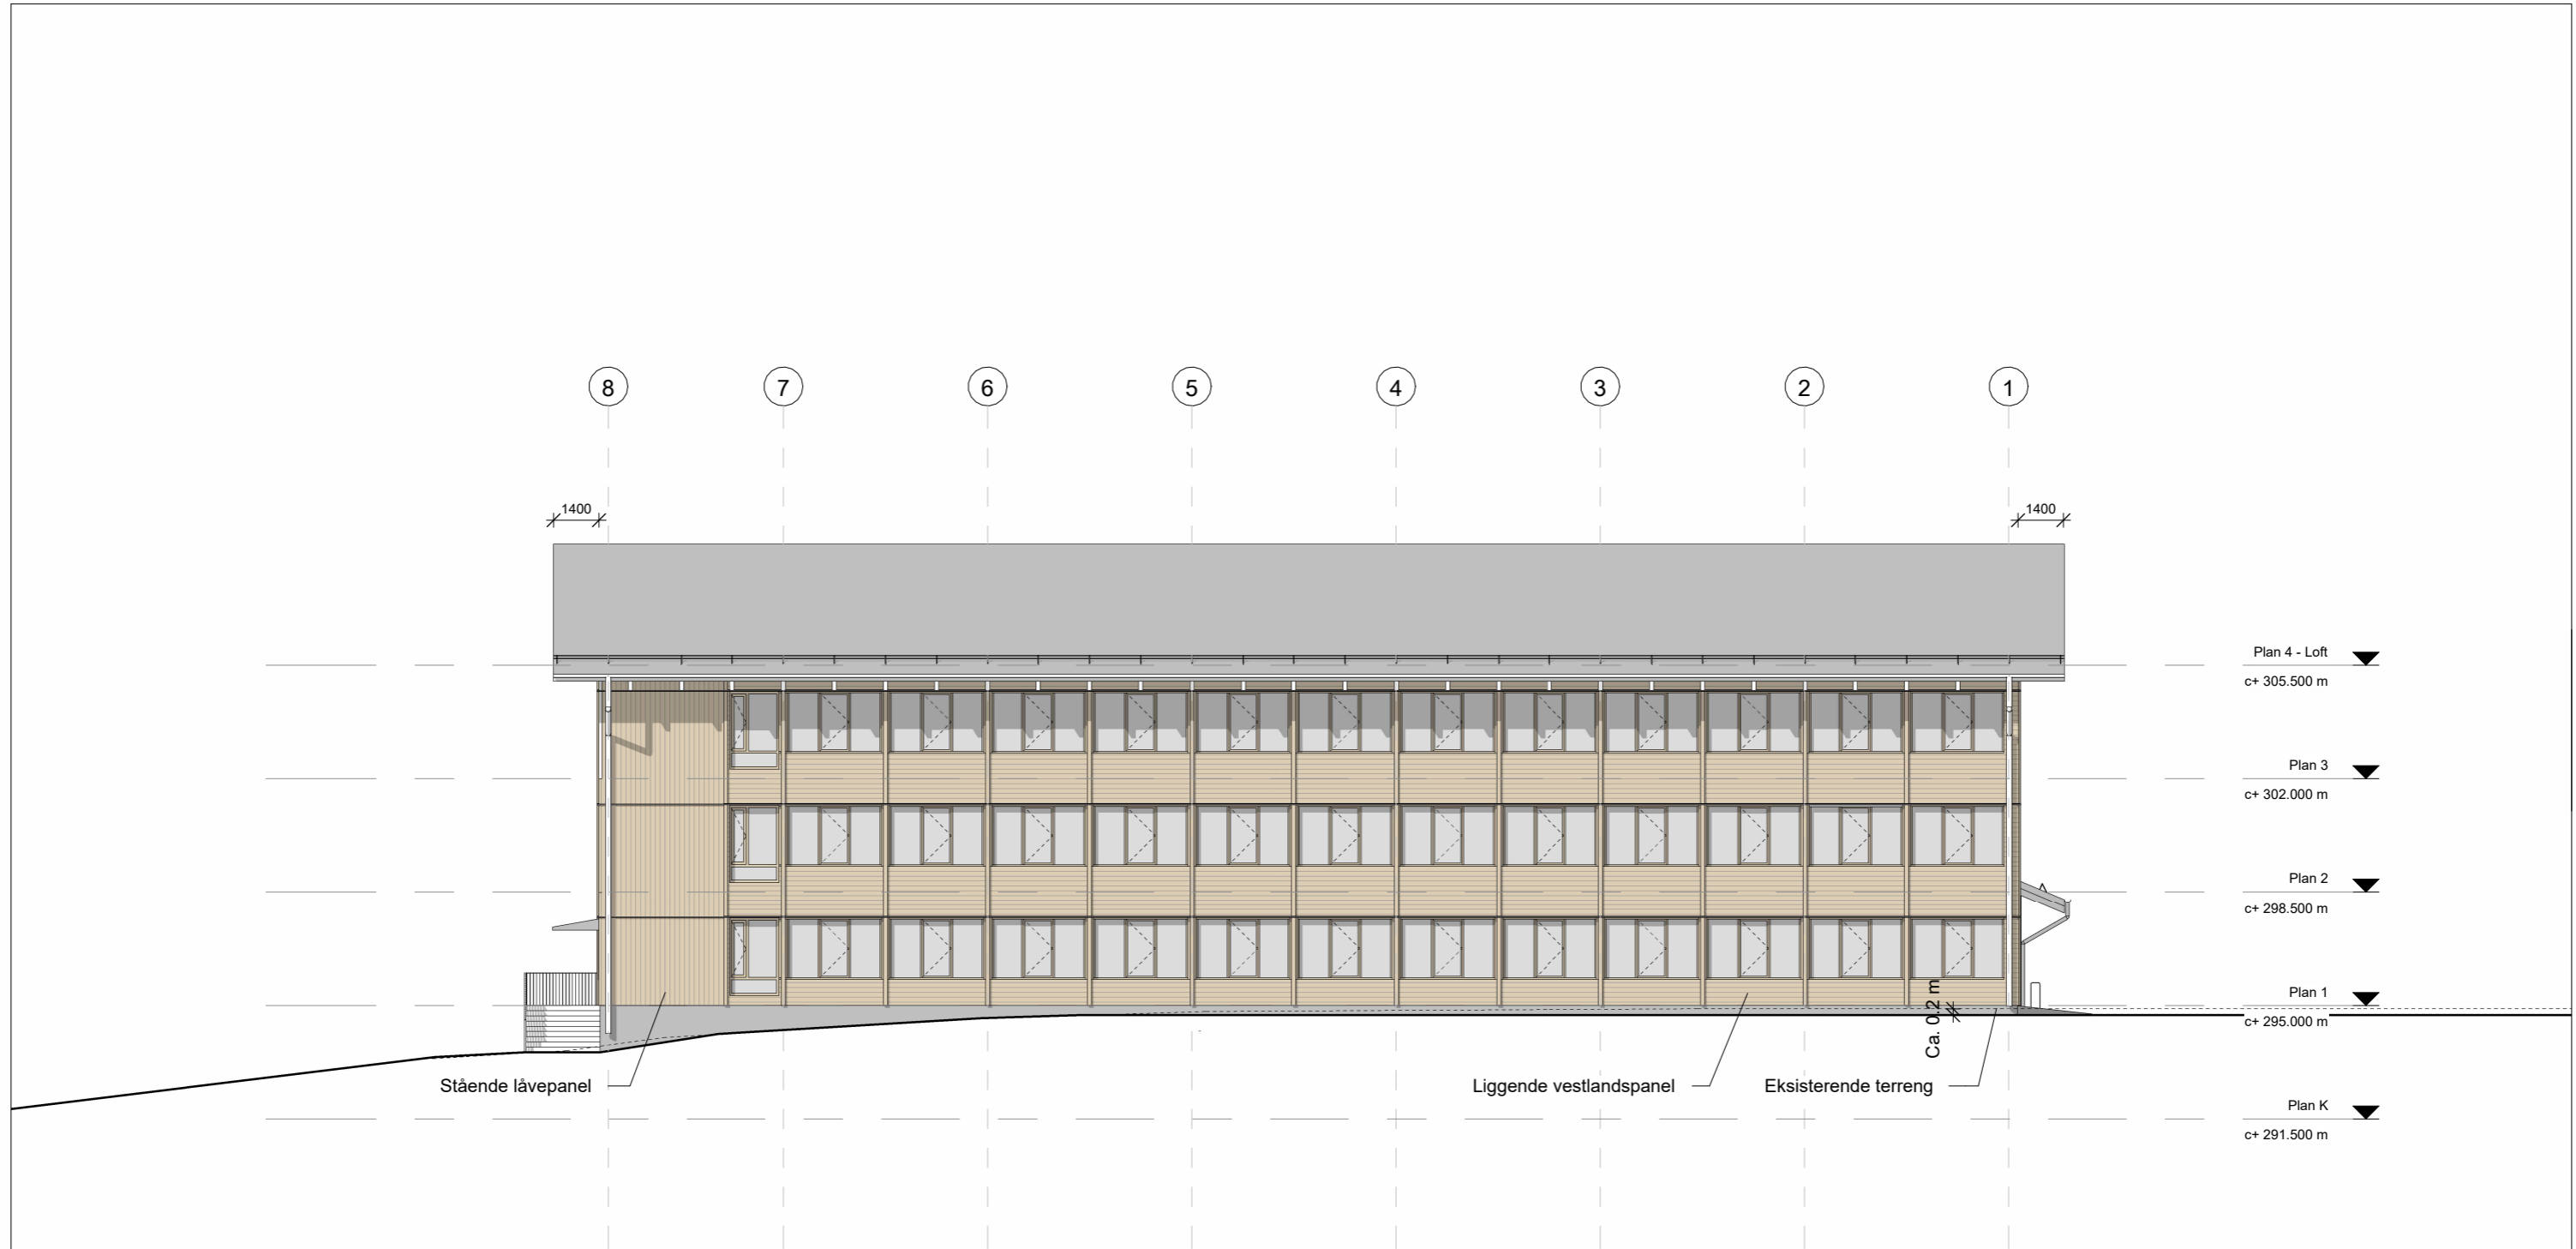 8 7 6 5 4 3 2 1
1400 1400
Plan 4 - Loft
c+ 305.500 m
Plan 3
c+ 302.000 m
Plan 2
c+ 298.500 m
Plan 1
c+ 295.000 m
Ca. 0.2 m
Stående låvepanel
Liggende vestlandspanel
Eksisterende terreng
Plan K
c+ 291.500 m